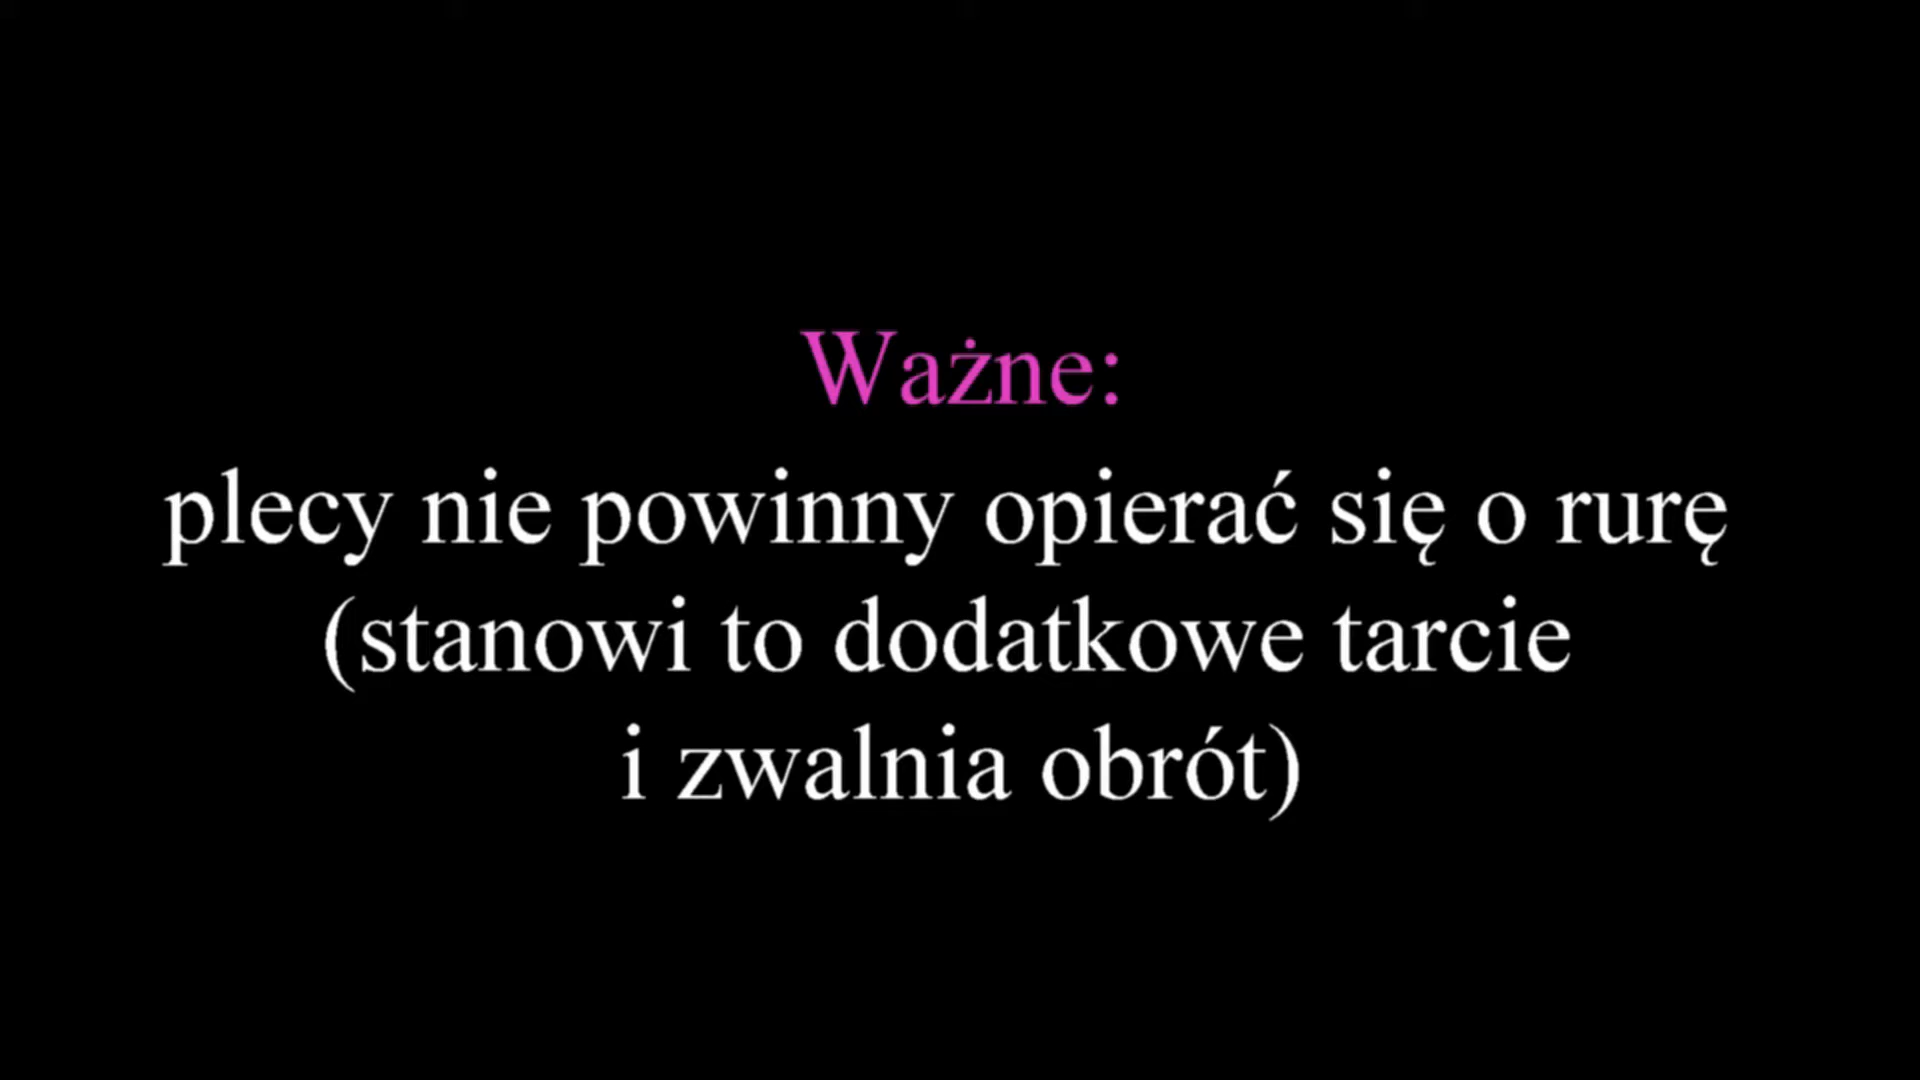 Ważne:
plecy nie powinny opierać się o rurę
(stanowi to dodatkowe tarcie
i zwalnia obrót)